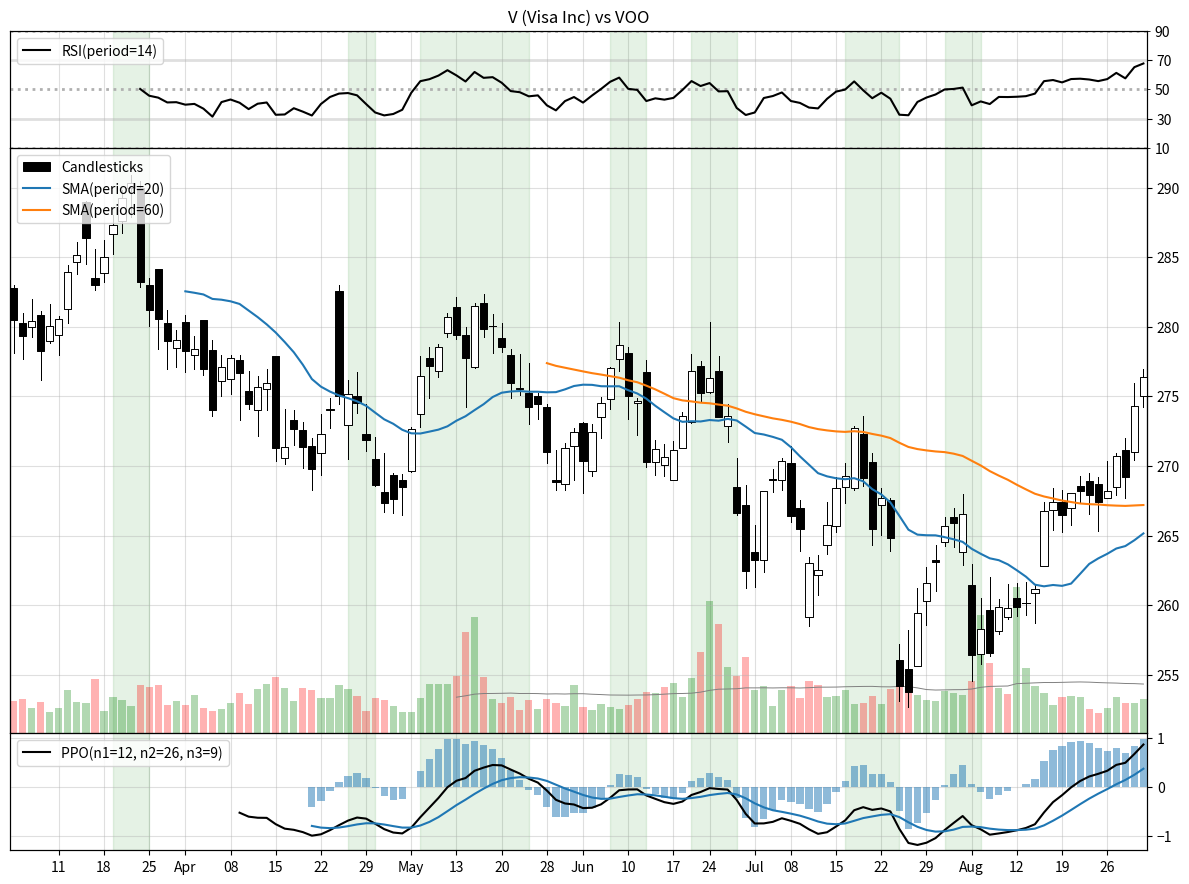 V (Visa Inc) vs VOO
RSI(period=14)
90
70
50
30
10
Candlesticks
SMA(period=20)
SMA(period=60)
290
285
280
275
270
265
260
255
PPO(n1=12, n2=26, n3=9)
1
0
−1
11 18 25 Apr 08 15 22 29 May 13 20 28 Jun 10 17 24 Jul 08 15 22 29 Aug 12 19 26